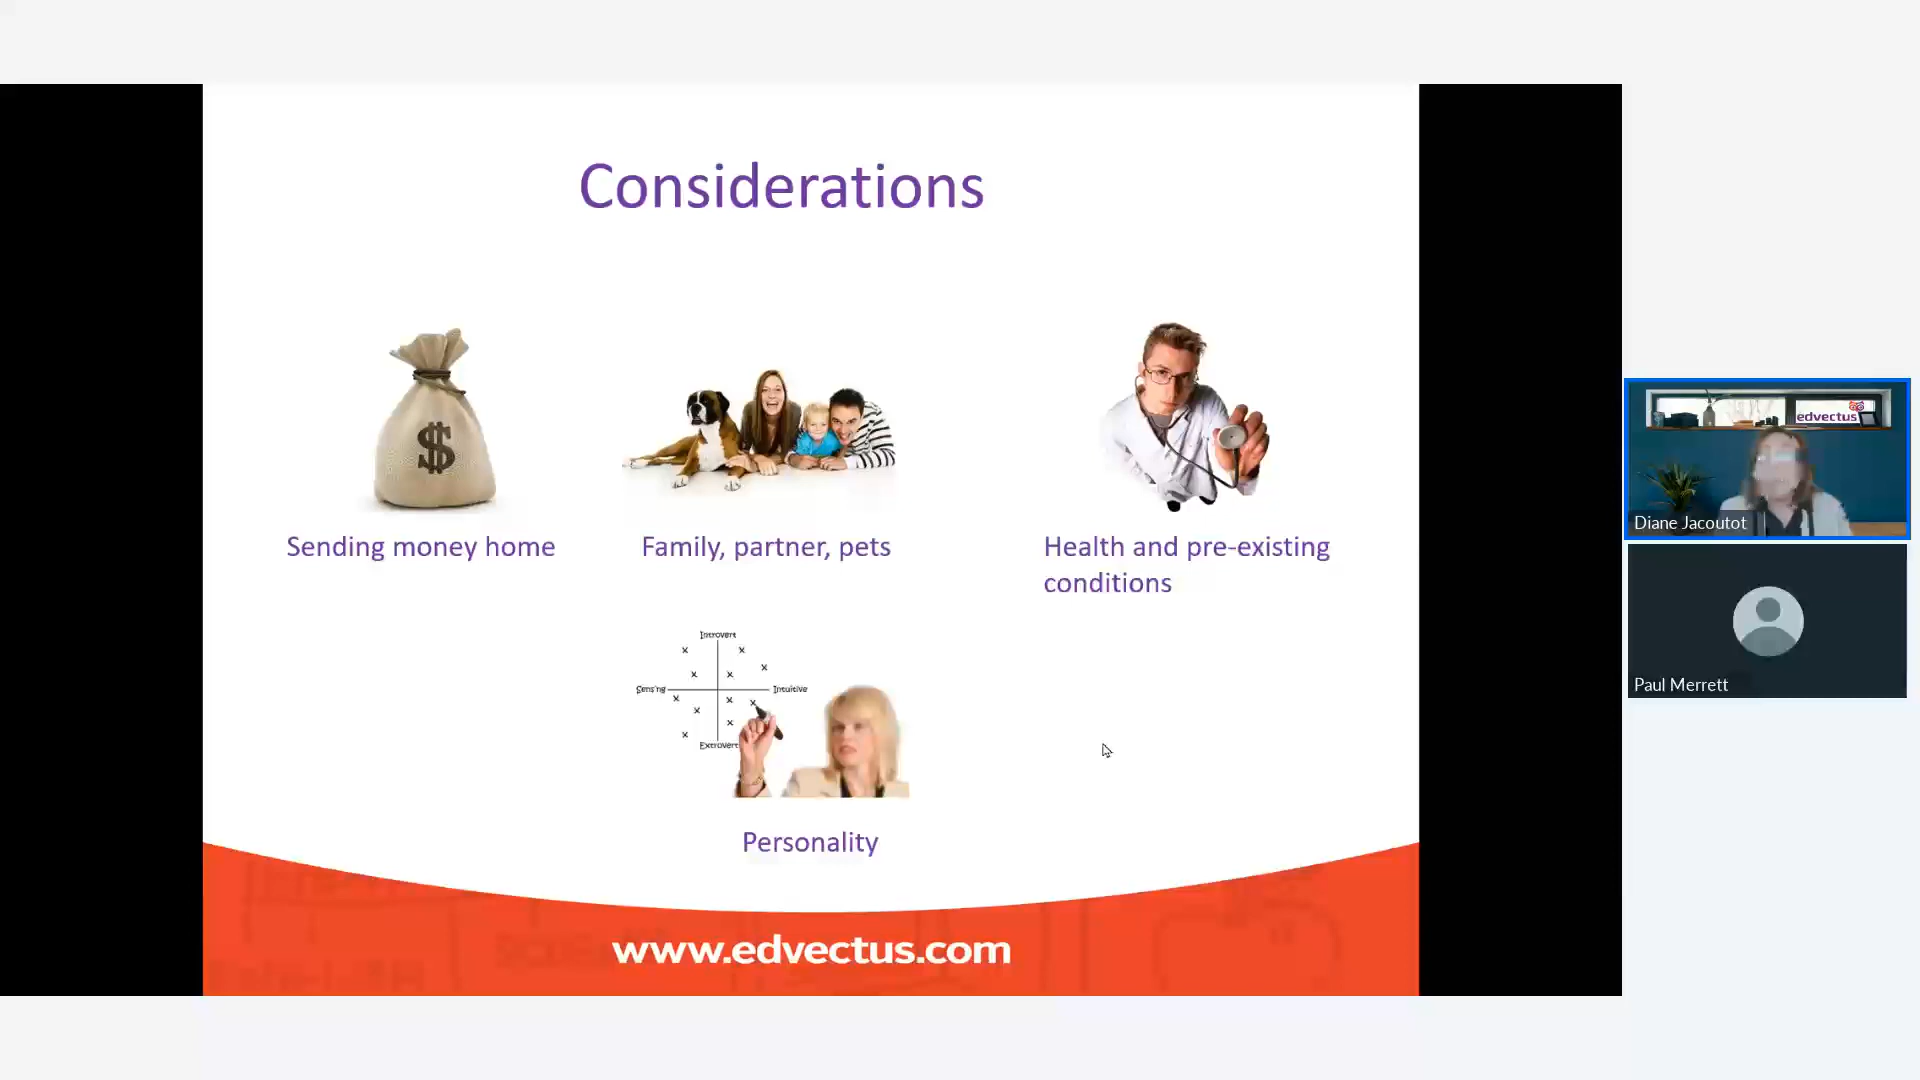 Considerations
Sending money home
Family, partner, pets
Health and pre-existing
conditions
Introvert
Sensing
Intuitive
Extrovert
Personality
www.edvectus.com
edvectus
Diane Jacoutot
Paul Merrett